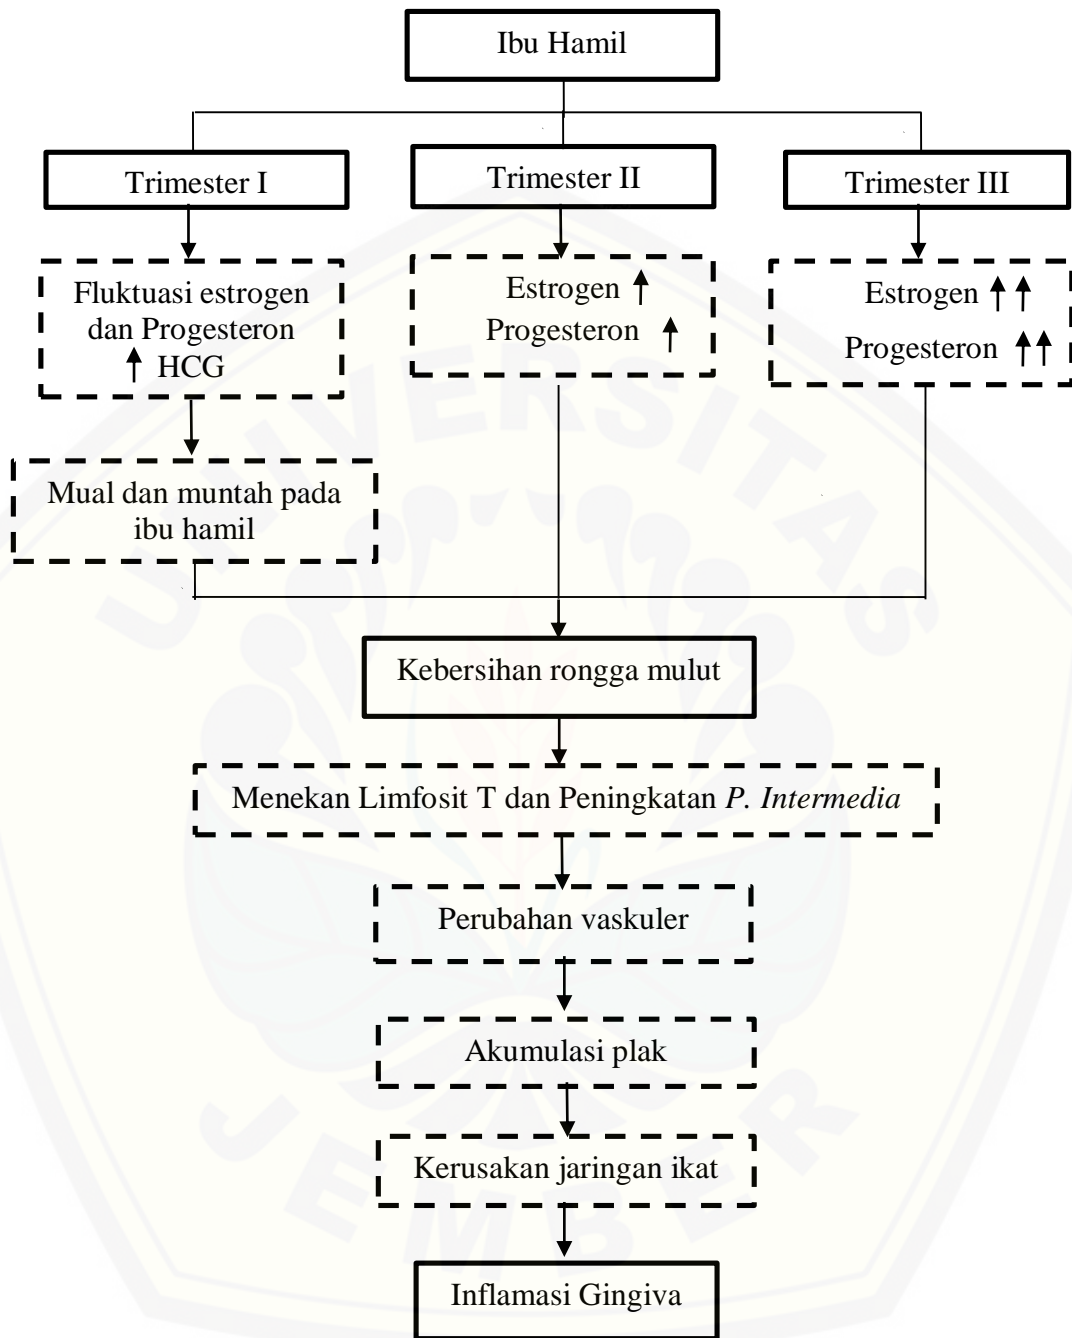 Ibu Hamil
Trimester I
Trimester II
Trimester III
Fluktuasi estrogen
dan Progesteron
↑ HCG
Estrogen ↑
Progesteron ↑
Estrogen ↑↑
Progesteron ↑↑
Mual dan muntah pada
ibu hamil
Kebersihan rongga mulut
Menekan Limfosit T dan Peningkatan P. Intermedia
Perubahan vaskuler
Akumulasi plak
Kerusakan jaringan ikat
Inflamasi Gingiva
UNIVERSITAS
JEMBER